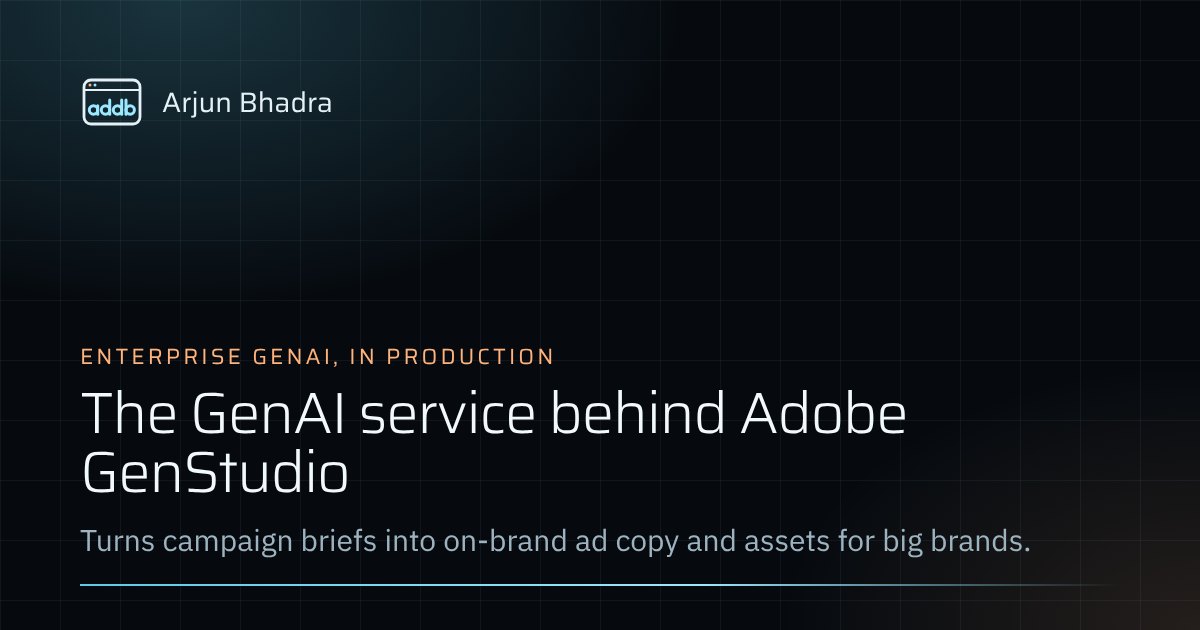 addb
Arjun Bhadra
ENTERPRISE GENAI, IN PRODUCTION
The GenAI service behind Adobe
GenStudio
Turns campaign briefs into on-brand ad copy and assets for big brands.